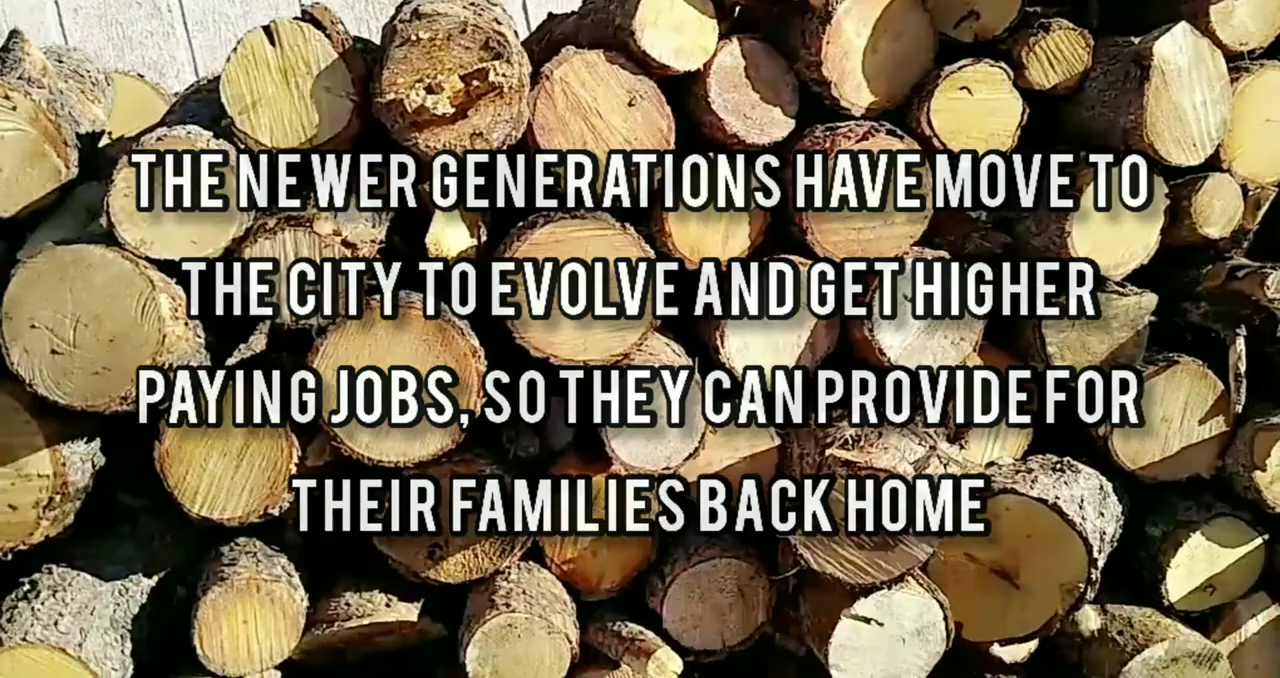 THE NEWER GENERATIONS HAVE MOVE TO
THE CITY TO EVOLVE AND GET HIGHER
PAYING JOBS, SO THEY CAN PROVIDE FOR
THEIR FAMILIES BACK HOME